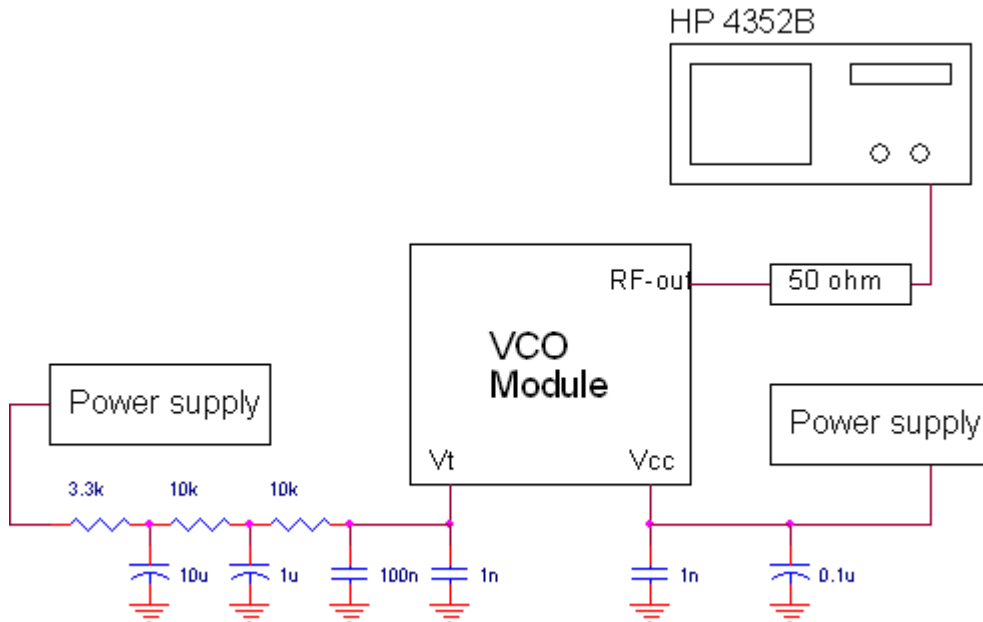 HP 4352B
RF-out
50 ohm
VCO
Module
Power supply
Power supply
Vt
Vcc
3.3k
10k
10k
10u
1u
100n
1n
1n
0.1u